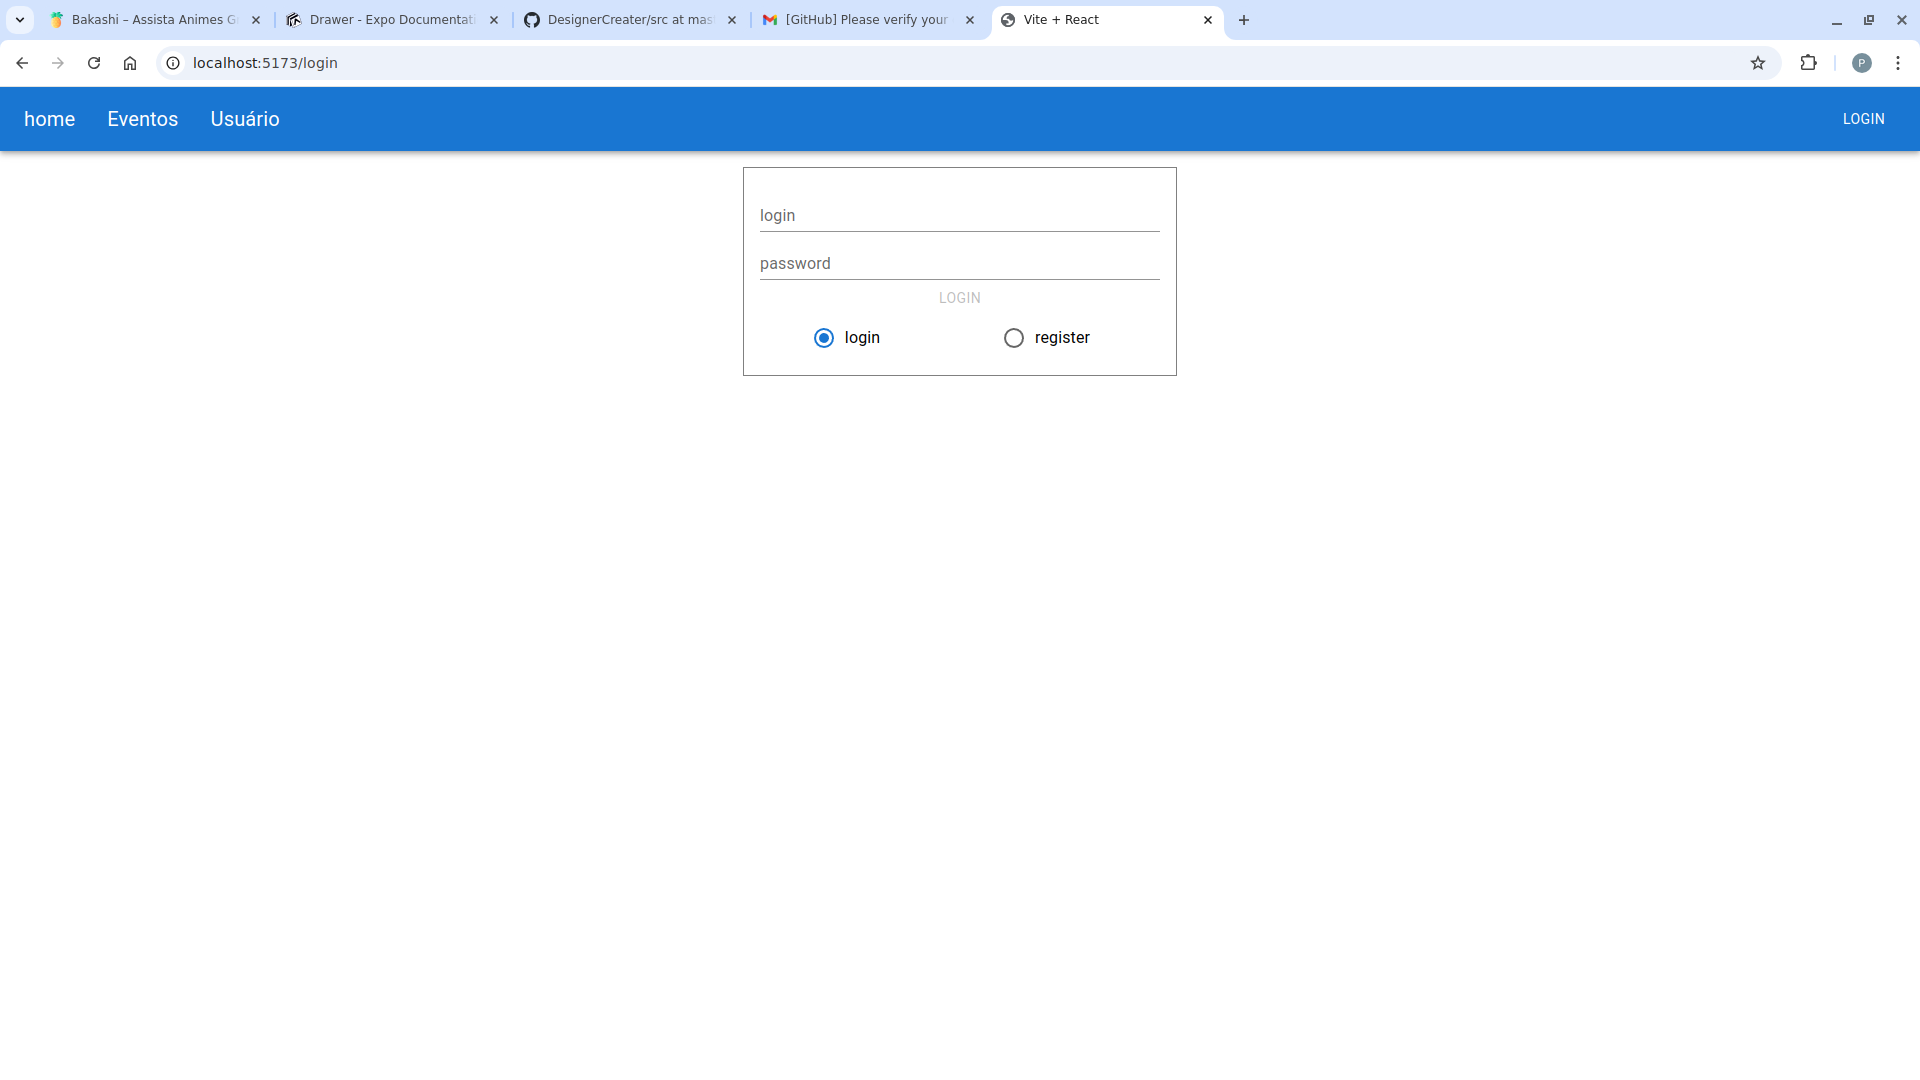 Bakashi – Assista Animes G
Drawer - Expo Documentati
DesignerCreater/src at mas
[GitHub] Please verify your
Vite + React
localhost:5173/login
P
home
Eventos
Usuário
LOGIN
login
password
LOGIN
login
register